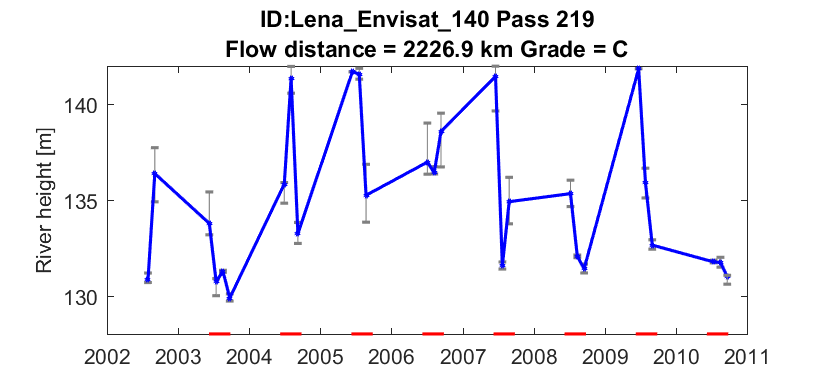 ID:Lena_Envisat_140 Pass 219
Flow distance = 2226.9 km Grade = C
River height [m]
140
135
130
2002 2003 2004 2005 2006 2007 2008 2009 2010 2011